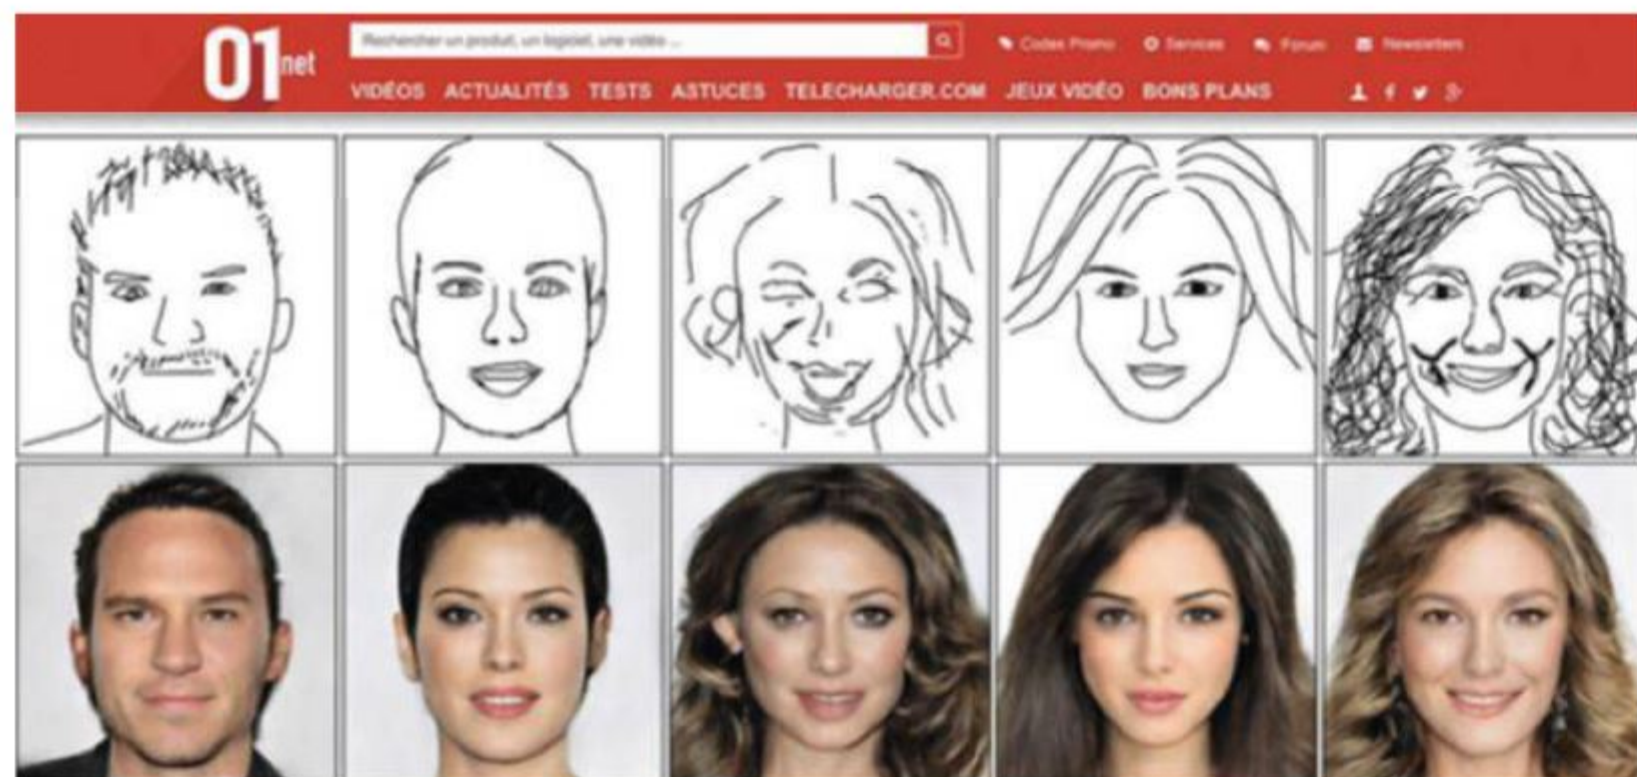 01net
Rechercher un produit, un logiciel, une vidéo ...
Codes Promo Services Forum Newsletters
VIDÉOS ACTUALITÉS TESTS ASTUCES TELECHARGER.COM JEUX VIDÉO BONS PLANS